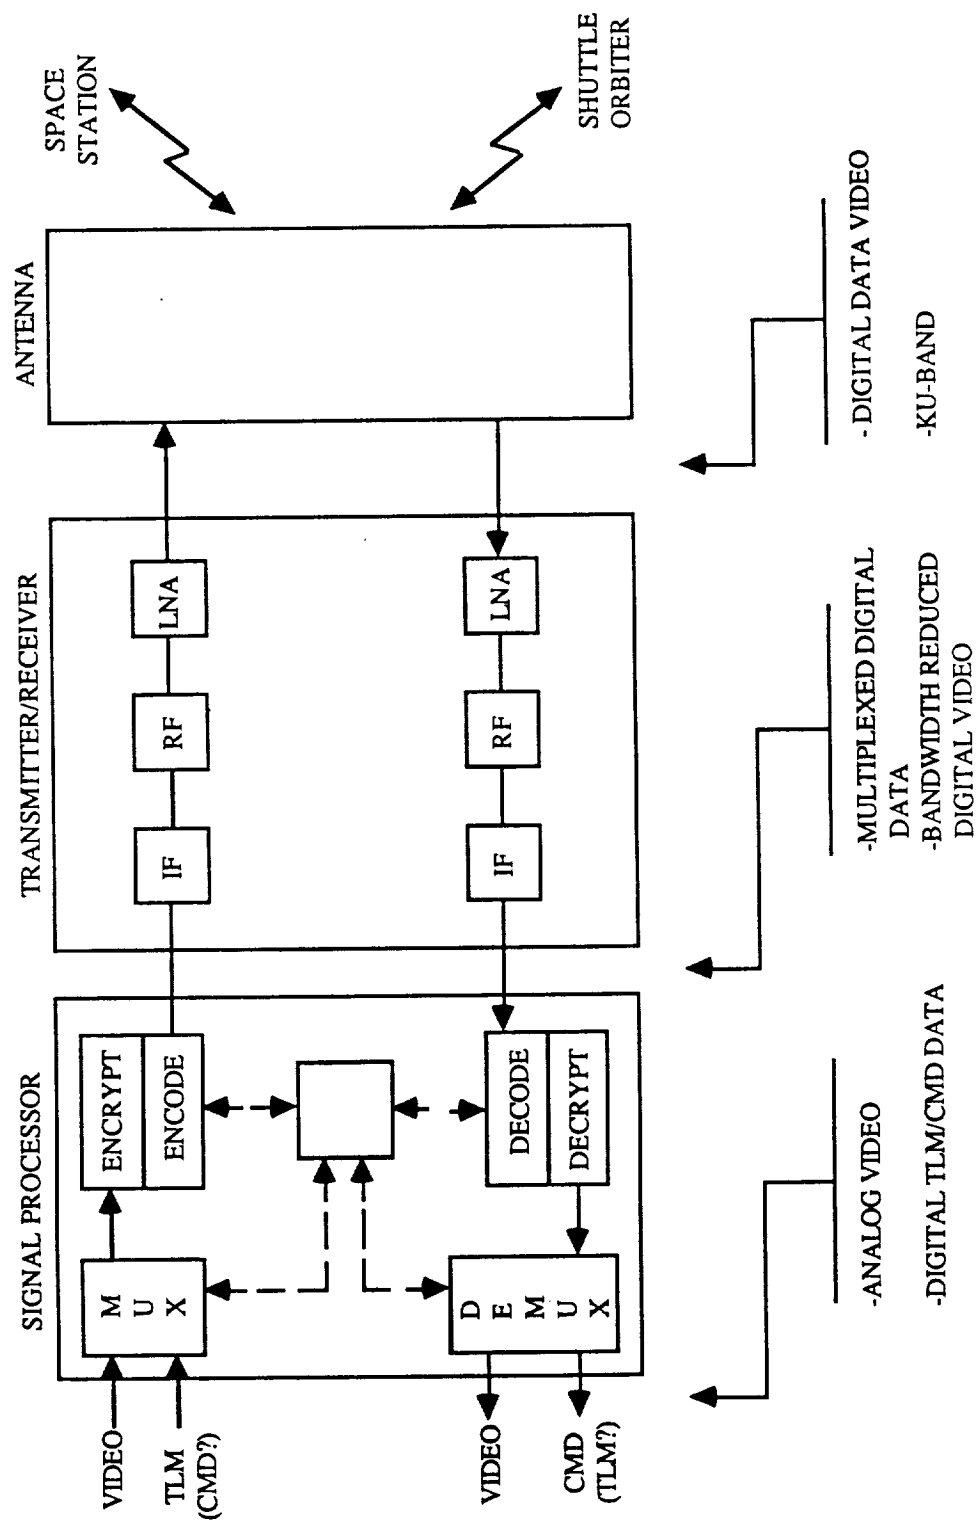 SIGNAL PROCESSOR
TRANSMITTER/RECEIVER
ANTENNA
VIDEO
TLM
(CMD?)
M
U
X
ENCRYPT
ENCODE
IF
RF
LNA
SPACE
STATION
VIDEO
CMD
(TLM?)
D
E
M
U
X
DECODE
DECRYPT
IF
RF
LNA
SHUTTLE
ORBITER
-ANALOG VIDEO
-DIGITAL TLM/CMD DATA
-MULTIPLEXED DIGITAL
DATA
-BANDWIDTH REDUCED
DIGITAL VIDEO
- DIGITAL DATA VIDEO
-KU-BAND